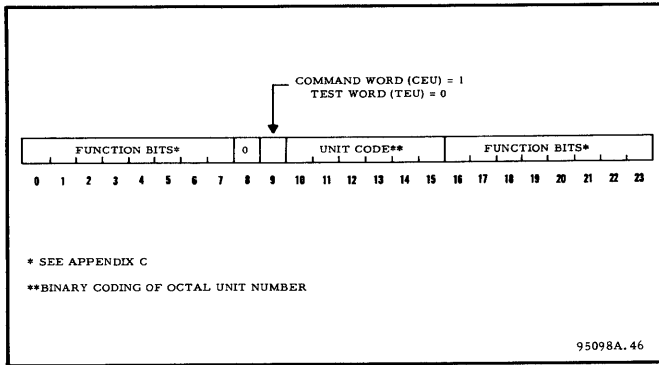 COMMAND WORD (CEU) = 1
TEST WORD (TEU) = 0
FUNCTION BITS* 0 UNIT CODE** FUNCTION BITS*
0 1 2 3 4 5 6 7 8 9 10 11 12 13 14 15 16 17 18 19 20 21 22 23
* SEE APPENDIX C
**BINARY CODING OF OCTAL UNIT NUMBER
95098A.46